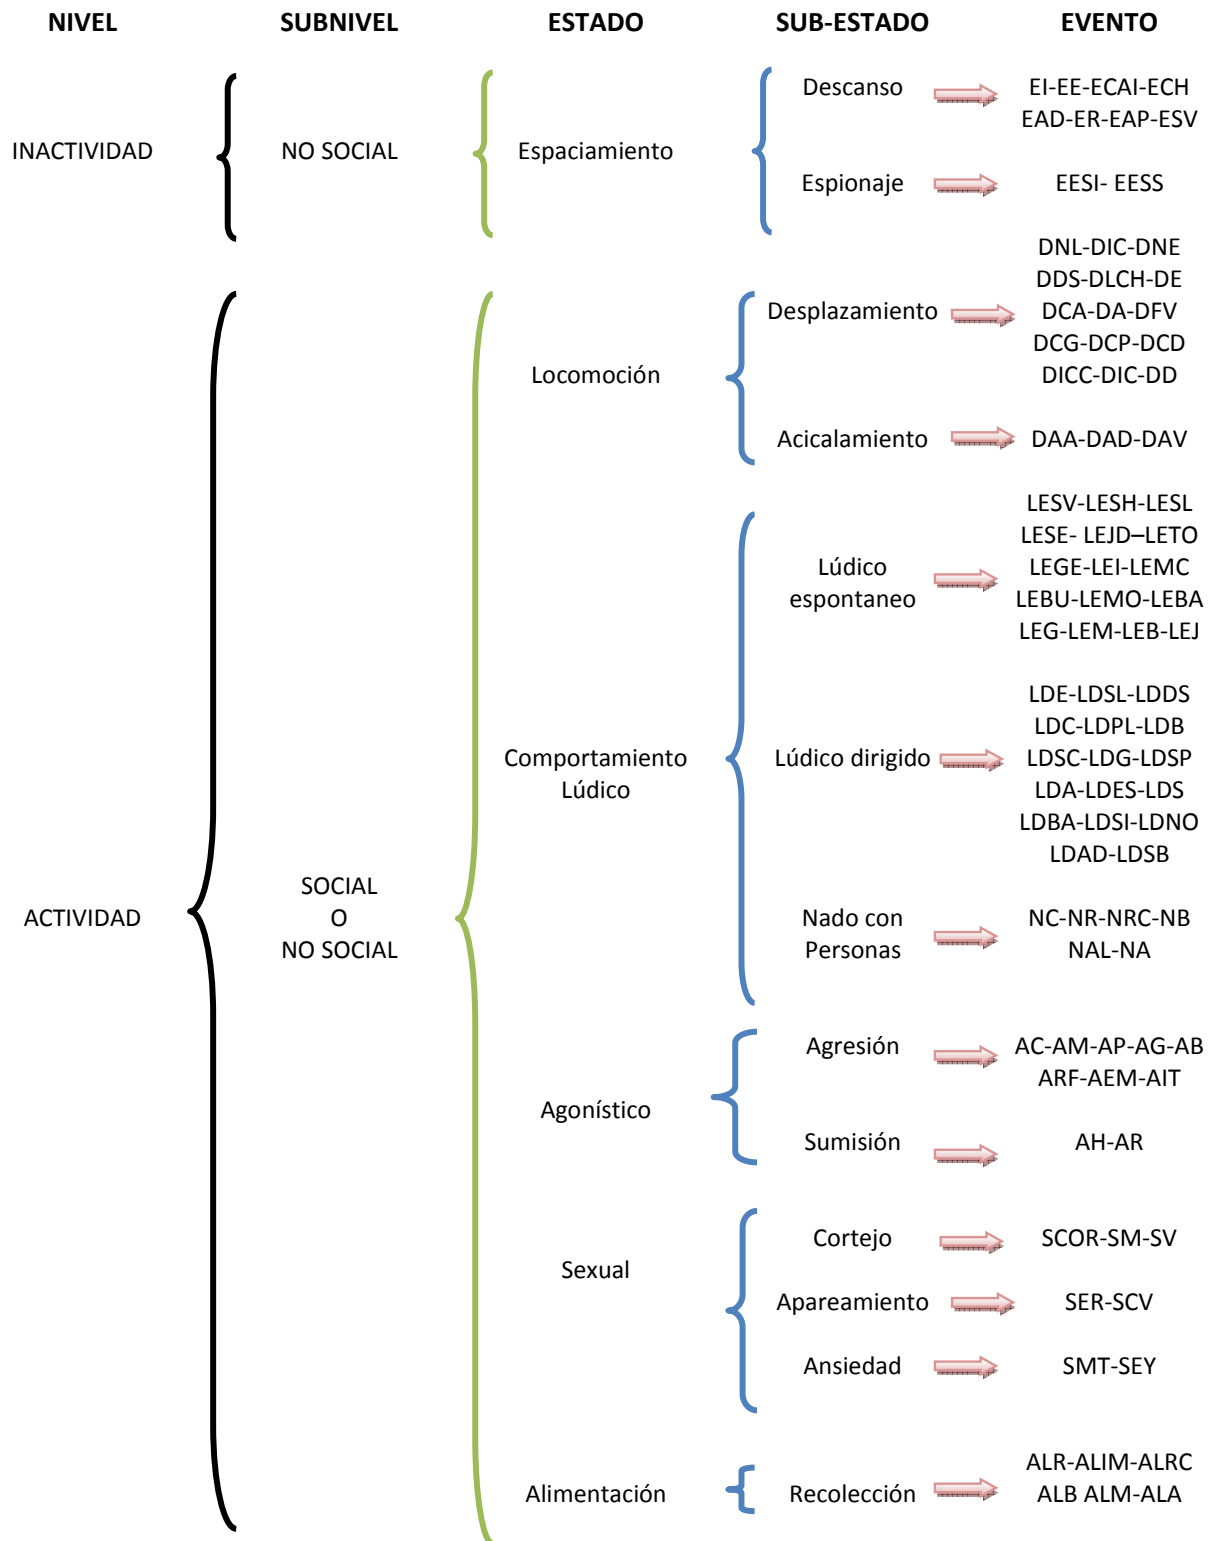 NIVEL SUBNIVEL ESTADO SUB-ESTADO EVENTO
Descanso EI-EE-ECAI-ECH
EAD-ER-EAP-ESV
INACTIVIDAD NO SOCIAL Espaciamiento
Espionaje EESI- EESS
DNL-DIC-DNE
DDS-DLCH-DE
Desplazamiento DCA-DA-DFV
DCG-DCP-DCD
Locomoción DICC-DIC-DD
Acicalamiento DAA-DAD-DAV
LESV-LESH-LESL
LESE- LEJD–LETO
Lúdico LEGE-LEI-LEMC
espontaneo LEBU-LEMO-LEBA
LEG-LEM-LEB-LEJ
LDE-LDSL-LDDS
LDC-LDPL-LDB
Comportamiento Lúdico dirigido LDSC-LDG-LDSP
Lúdico LDA-LDES-LDS
LDBA-LDSI-LDNO
LDAD-LDSB
SOCIAL
ACTIVIDAD O Nado con NC-NR-NRC-NB
NO SOCIAL Personas NAL-NA
Agresión AC-AM-AP-AG-AB
ARF-AEM-AIT
Agonístico
Sumisión AH-AR
Cortejo SCOR-SM-SV
Sexual
Apareamiento SER-SCV
Ansiedad SMT-SEY
ALR-ALIM-ALRC
Alimentación Recolección ALB ALM-ALA